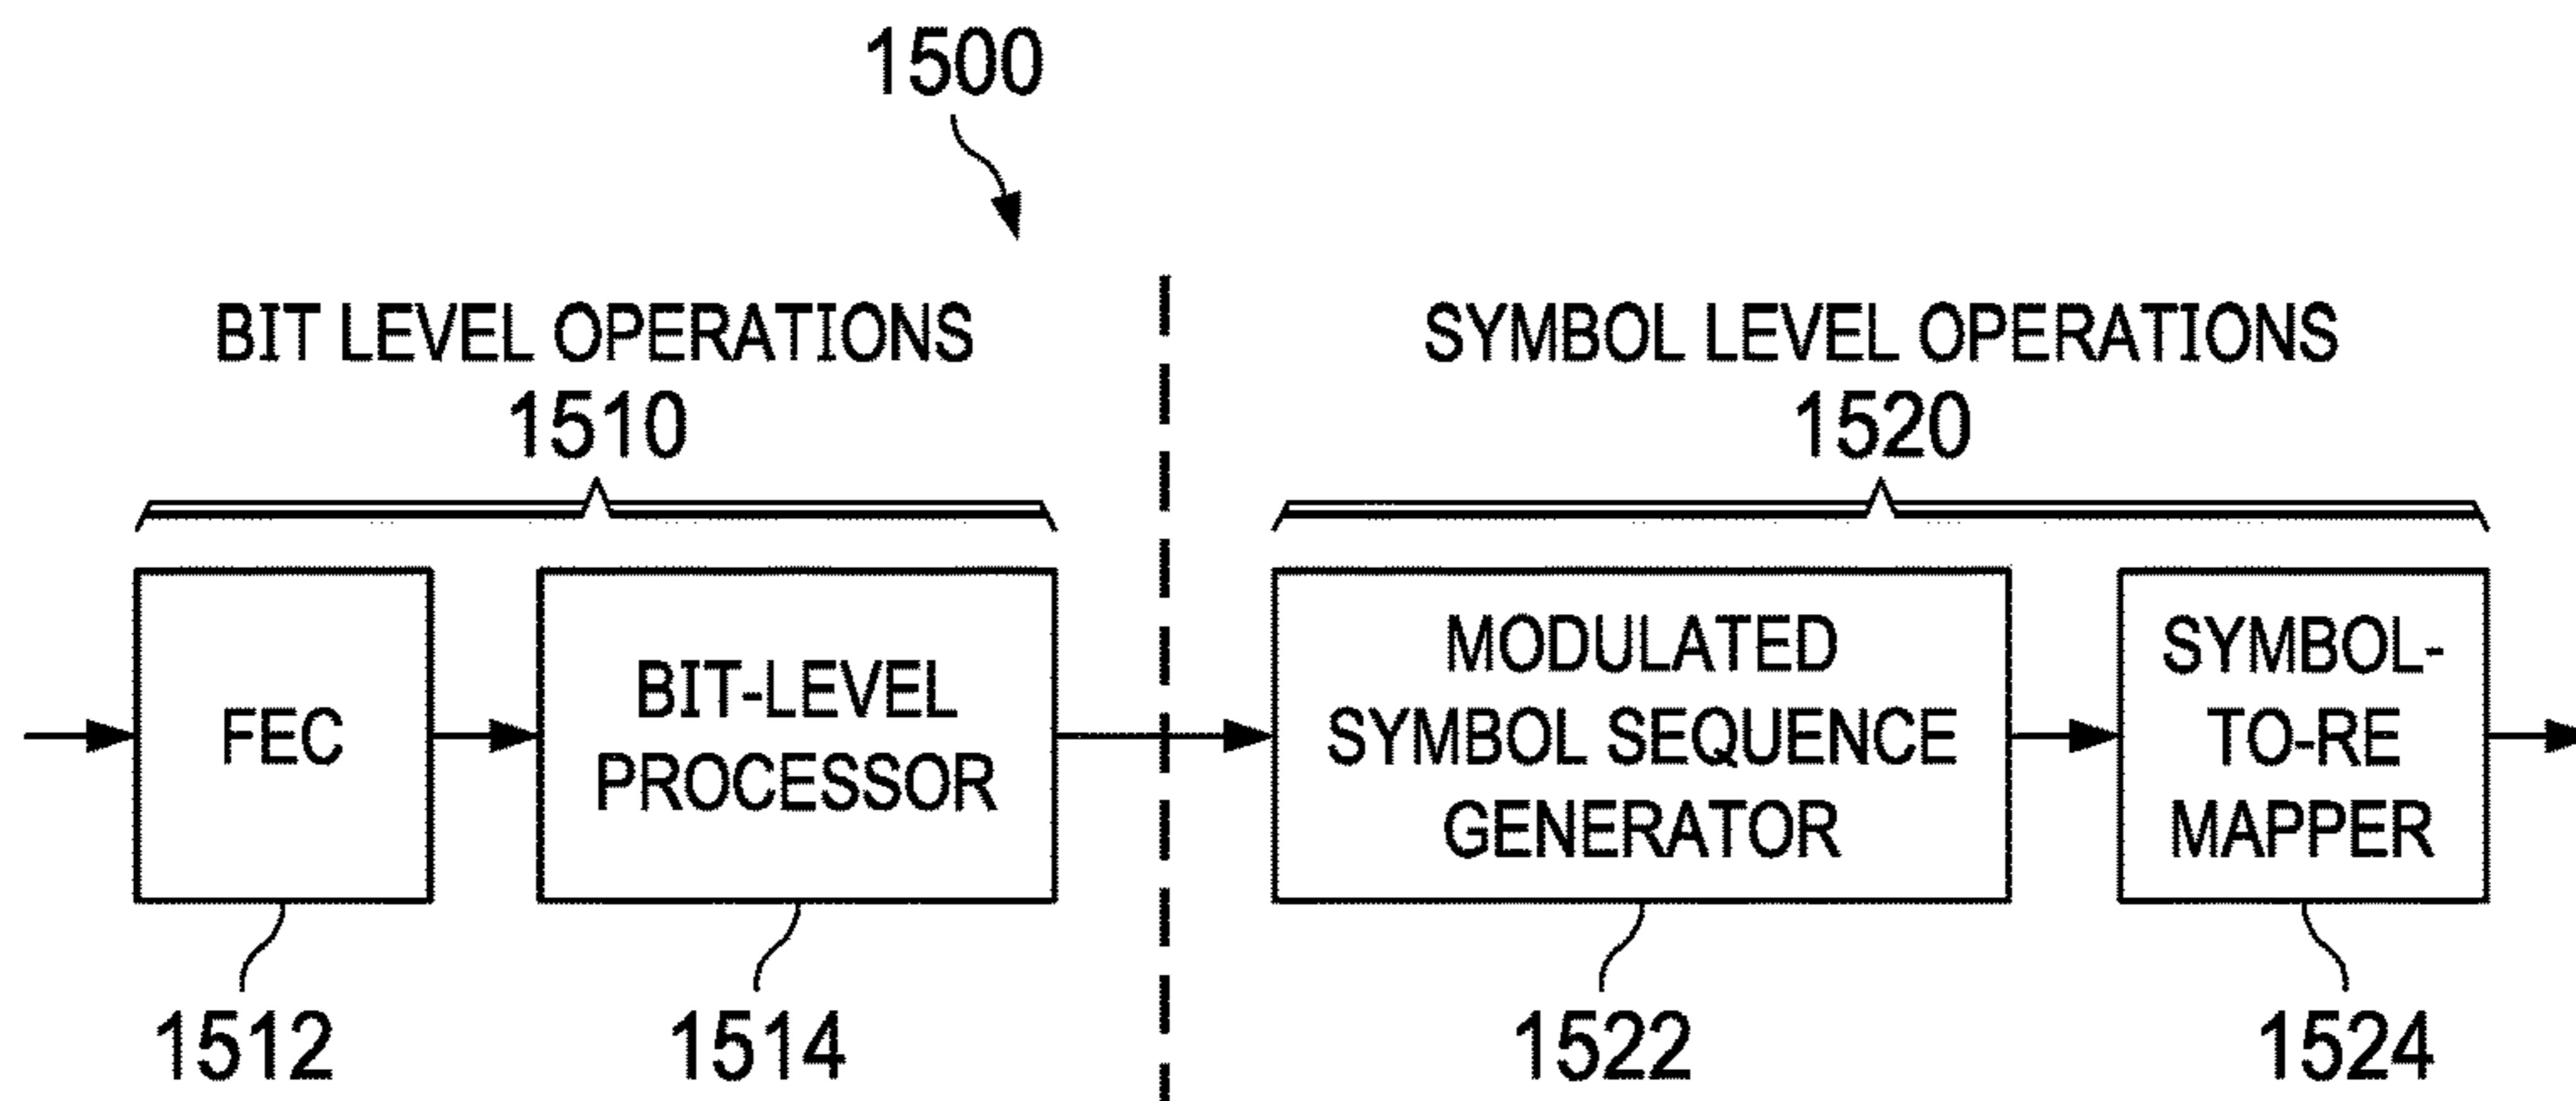 1500
BIT LEVEL OPERATIONS
1510
SYMBOL LEVEL OPERATIONS
1520
FEC
BIT-LEVEL
PROCESSOR
MODULATED
SYMBOL SEQUENCE
GENERATOR
SYMBOL-
TO-RE
MAPPER
1512
1514
1522
1524